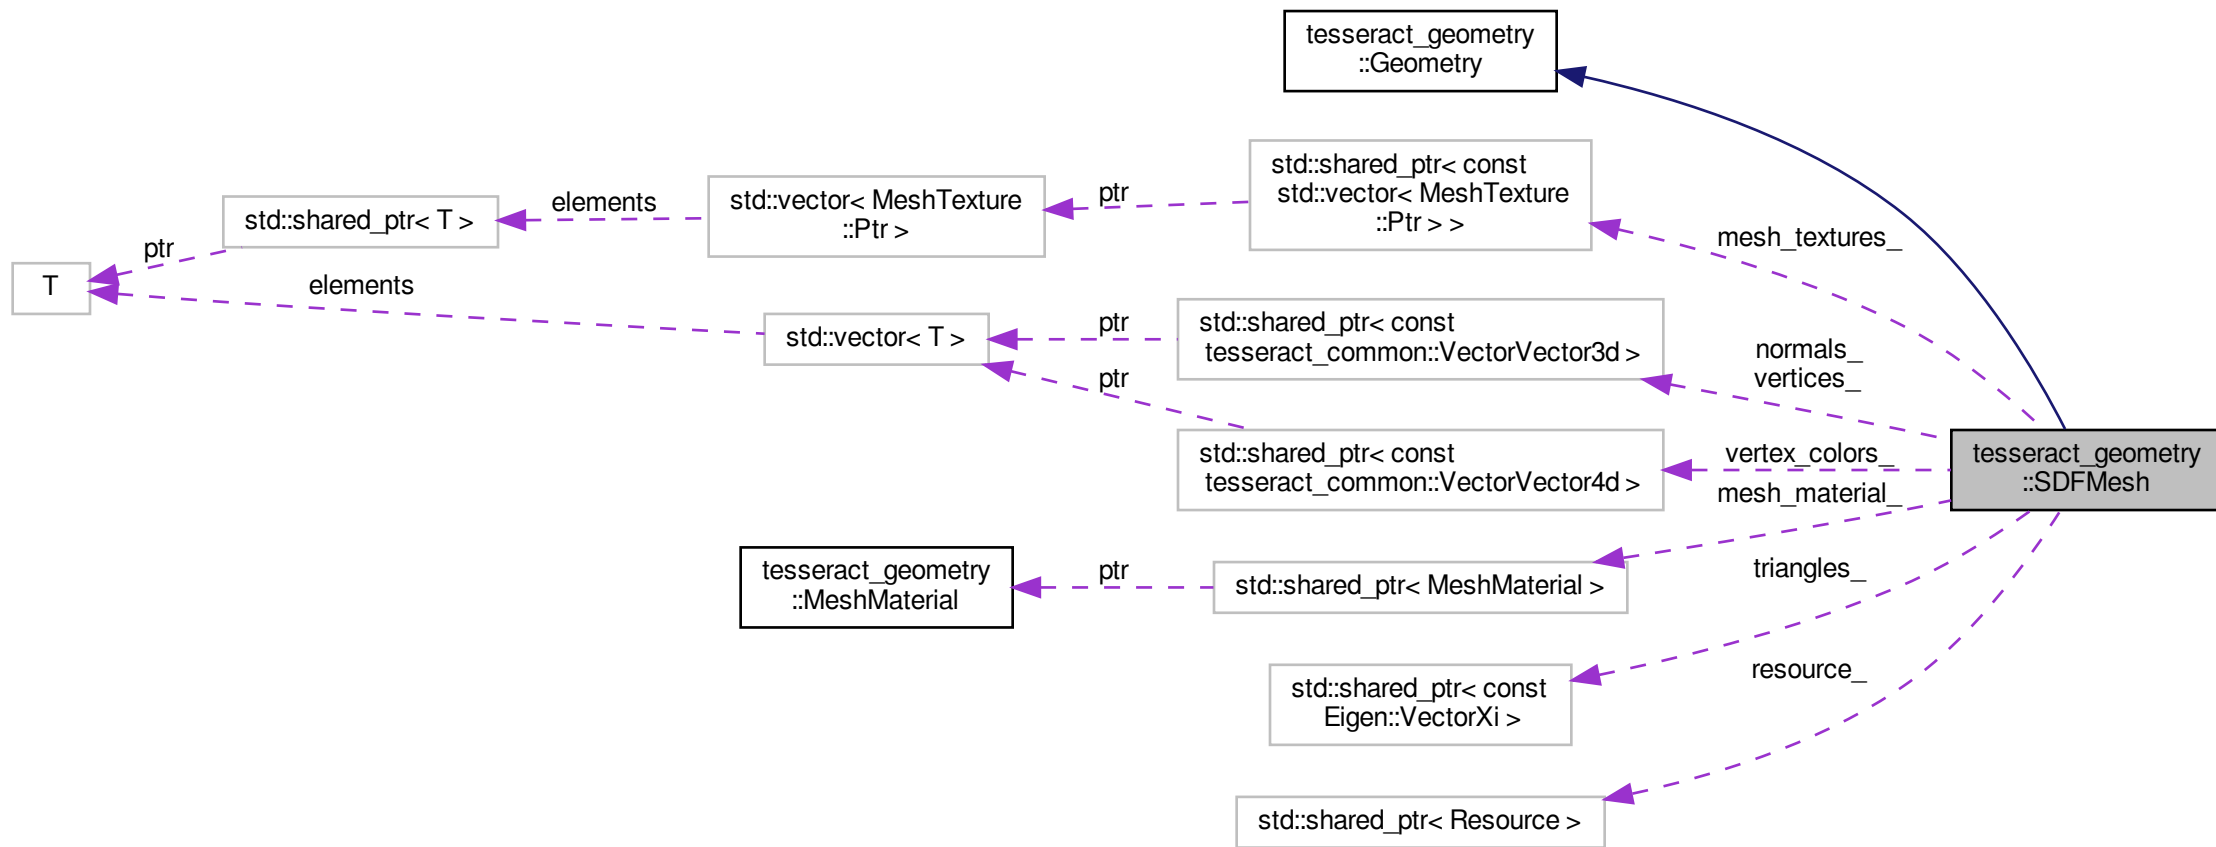 tesseract_geometry
::Geometry
std::shared_ptr< const
std::vector< MeshTexture
::Ptr > >
std::vector< MeshTexture
::Ptr >
std::shared_ptr< T >
T
ptr
elements
ptr
mesh_textures_
elements
std::vector< T >
ptr
std::shared_ptr< const
tesseract_common::VectorVector3d >
normals_
vertices_
ptr
std::shared_ptr< const
tesseract_common::VectorVector4d >
vertex_colors_
tesseract_geometry
::SDFMesh
mesh_material_
tesseract_geometry
::MeshMaterial
ptr
std::shared_ptr< MeshMaterial >
triangles_
std::shared_ptr< const
Eigen::VectorXi >
resource_
std::shared_ptr< Resource >